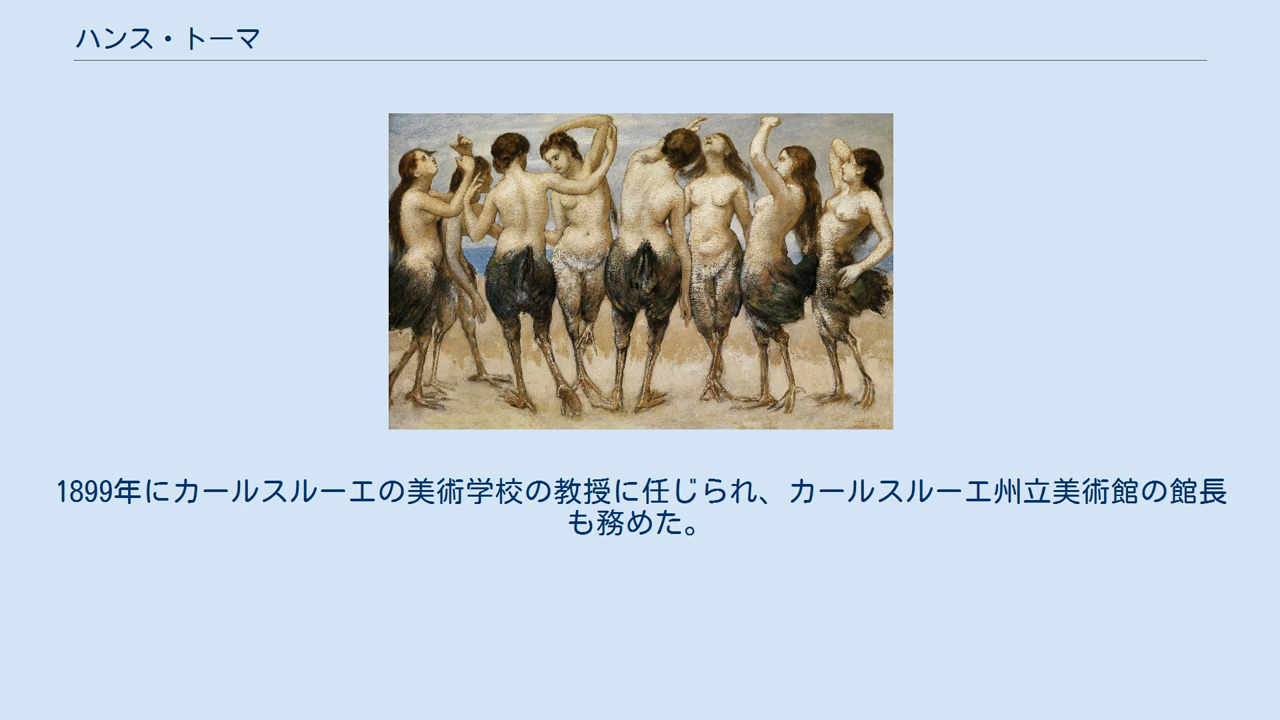 ハンス・トーマ
1899年にカールスルーエの美術学校の教授に任じられ、カールスルーエ州立美術館の館長
も務めた。